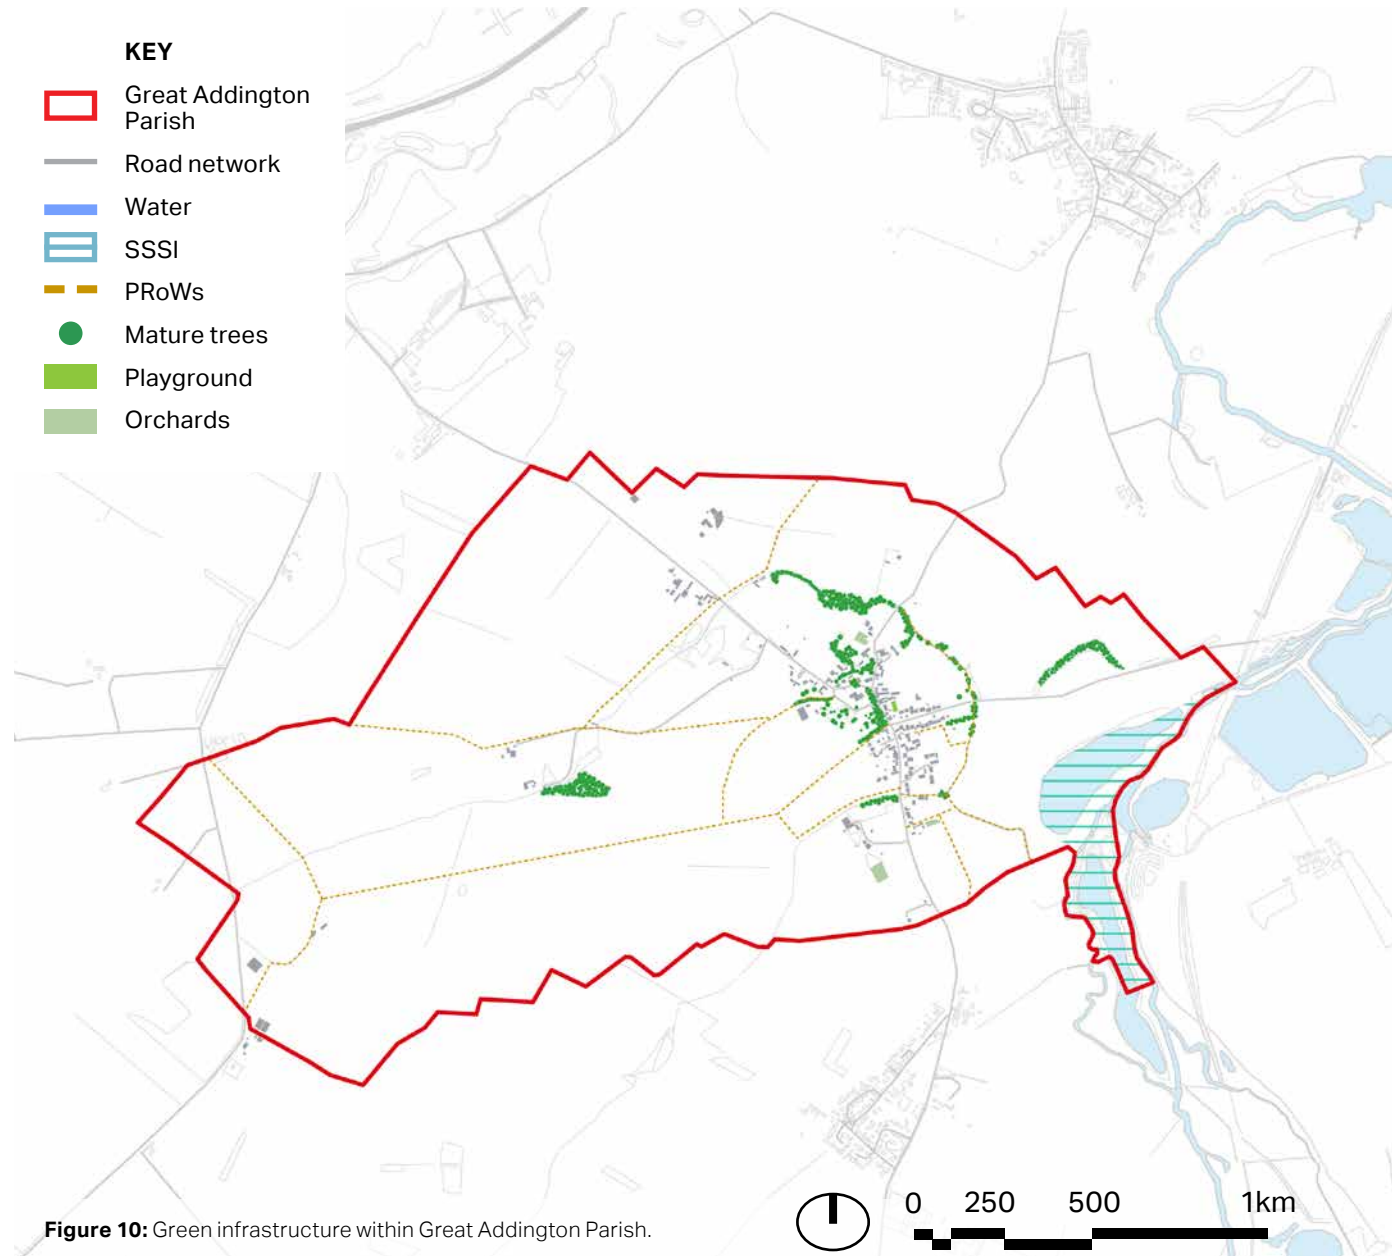 KEY
Great Addington
Parish
Road network
Water
SSSI
PRoWs
Mature trees
Playground
Orchards
0 250 500 1km
Figure 10: Green infrastructure within Great Addington Parish.